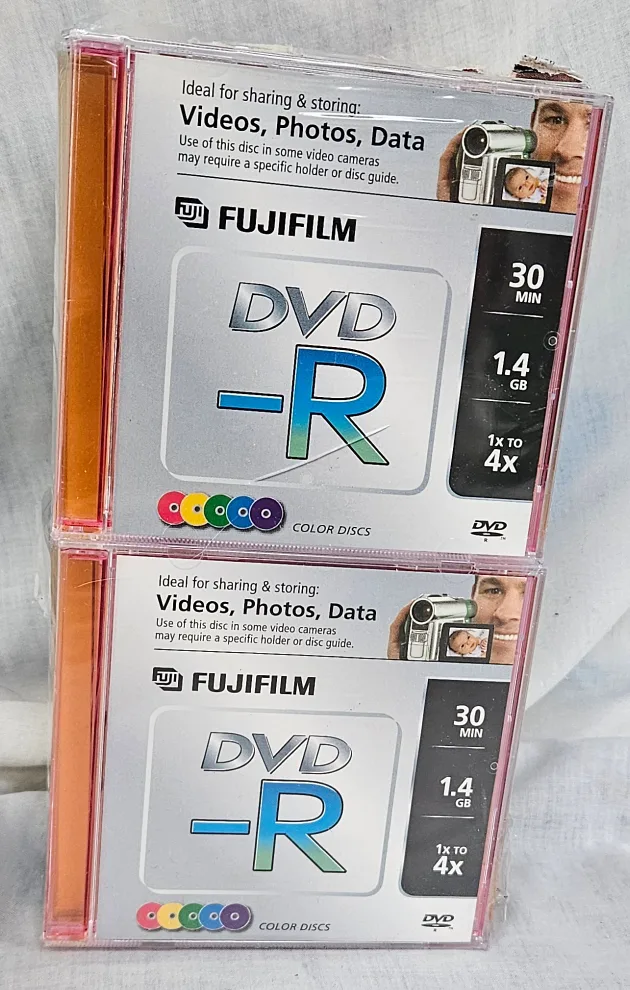 Ideal for sharing & storing:
Videos, Photos, Data
Use of this disc in some video cameras
may require a specific holder or disc guide.
FUJI FUJIFILM
DVD
-R
30
MIN
1.4
GB
1x TO
4x
COLOR DISCS
DVD
R
Ideal for sharing & storing:
Videos, Photos, Data
Use of this disc in some video cameras
may require a specific holder or disc guide.
FUJI FUJIFILM
DVD
-R
30
MIN
1.4
GB
1x TO
4x
COLOR DISCS
DVD
R